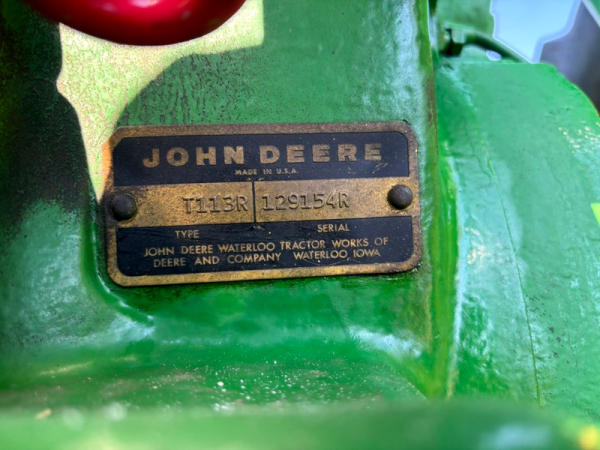 JOHN DEERE
MADE IN U.S.A.
T113R 129154R
TYPE SERIAL
JOHN DEERE WATERLOO TRACTOR WORKS OF
DEERE AND COMPANY WATERLOO, IOWA